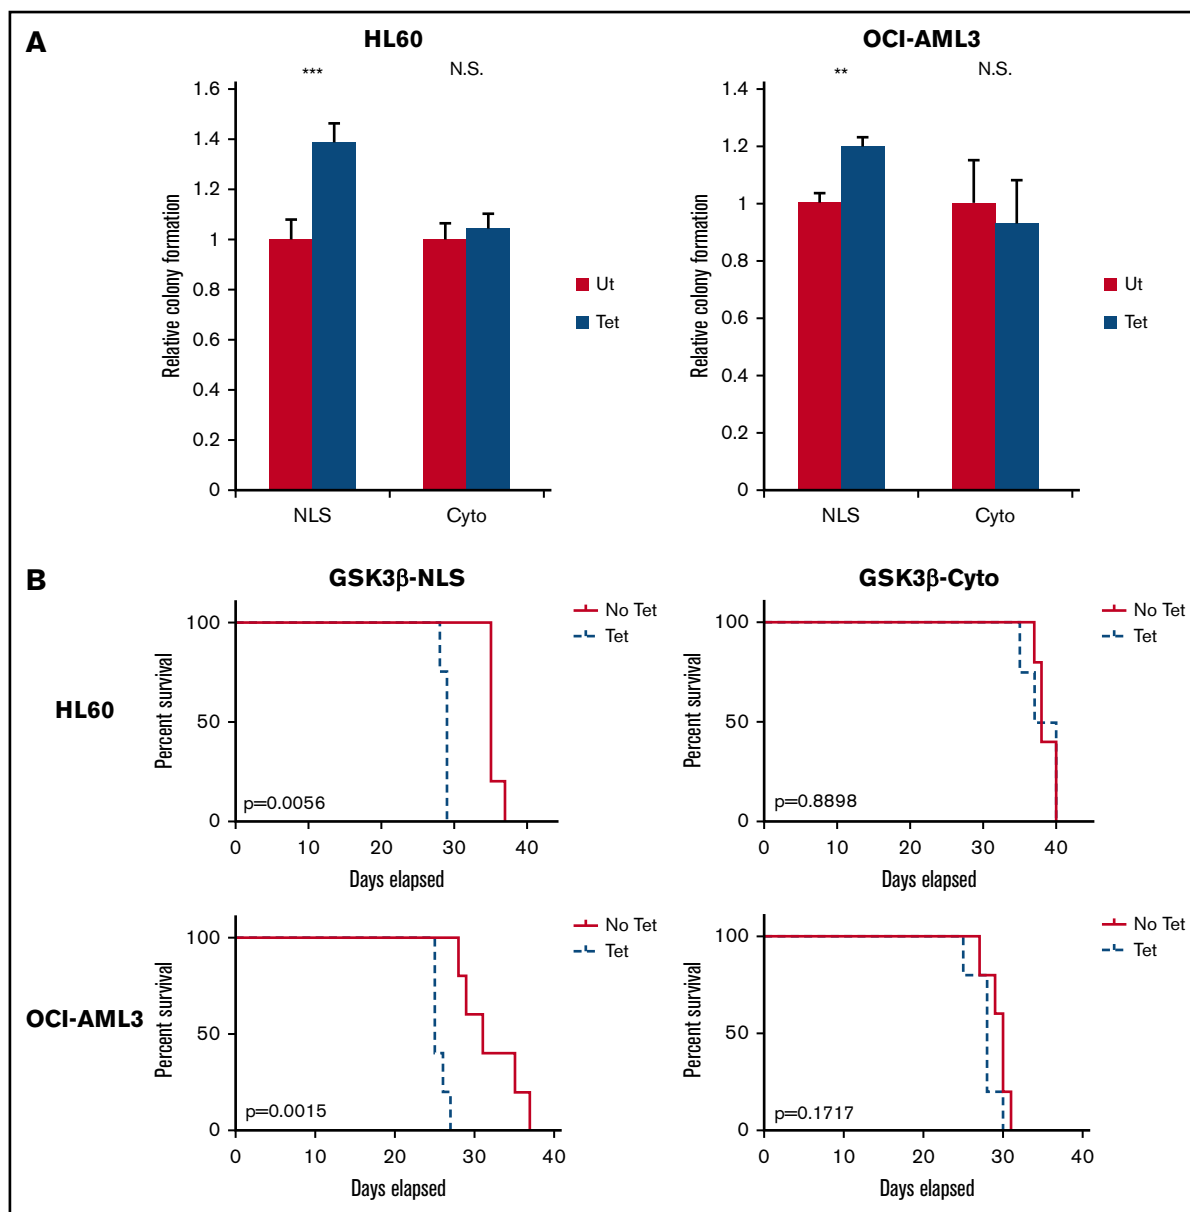 A
HL60
OCI-AML3
***
N.S.
**
N.S.
Relative colony formation
1.6
1.4
1.2
1
0.8
0.6
0.4
0.2
0
NLS
Cyto
Ut
Tet
Relative colony formation
1.4
1.2
1
0.8
0.6
0.4
0.2
0
NLS
Cyto
Ut
Tet
B
GSK3β-NLS
GSK3β-Cyto
HL60
Percent survival
100
50
0
p=0.0056
0 10 20 30 40
Days elapsed
No Tet
Tet
Percent survival
100
50
0
p=0.8898
0 10 20 30 40
Days elapsed
No Tet
Tet
OCI-AML3
Percent survival
100
50
0
p=0.0015
0 10 20 30 40
Days elapsed
No Tet
Tet
Percent survival
100
50
0
p=0.1717
0 10 20 30 40
Days elapsed
No Tet
Tet